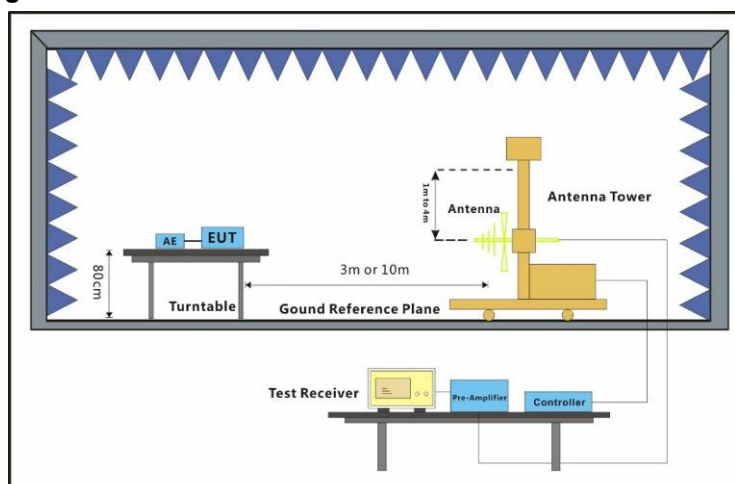 g
1m to 4m
Antenna
Antenna Tower
AE
EUT
3m or 10m
80cm
Turntable
Gound Reference Plane
Test Receiver
Pre-Amplifier
Controller